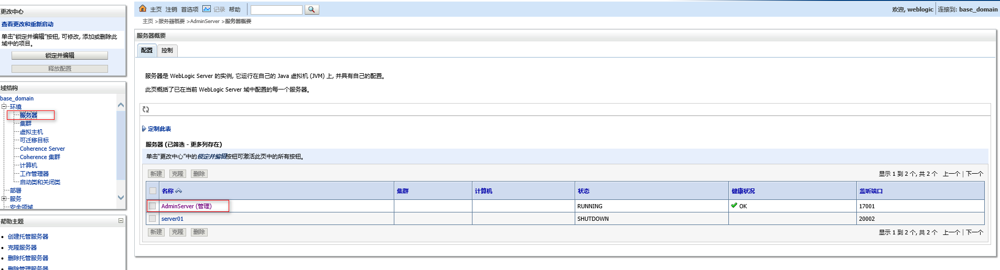 更改中心
查看更改和重新启动
单击“锁定并编辑”按钮, 可修改, 添加或删除此
域中的项目。
锁定并编辑
释放配置
域结构
base_domain
环境
服务器
集群
虚拟主机
可迁移目标
Coherence Server
Coherence 集群
计算机
工作管理器
启动类和关闭类
部署
服务
安全领域
帮助主题
创建托管服务器
克隆服务器
删除托管服务器
删除管理服务器
主页 注销 首选项 记录 帮助
欢迎, weblogic 连接到: base_domain
主页 >服务器概要 >AdminServer >服务器概要
服务器概要
配置 控制
服务器是 WebLogic Server 的实例, 它运行在自己的 Java 虚拟机 (JVM) 上, 并具有自己的配置。
此页概括了已在当前 WebLogic Server 域中配置的每一个服务器。
定制此表
服务器 (已筛选 - 更多列存在)
单击“更改中心”中的锁定并编辑按钮可激活此页中的所有按钮。
新建 克隆 删除 显示 1 到 2 个, 共 2 个 上一个 | 下一个
名称 集群 计算机 状态 健康状况 监听端口
AdminServer (管理) RUNNING OK 17001
server01 SHUTDOWN 20002
新建 克隆 删除 显示 1 到 2 个, 共 2 个 上一个 | 下一个